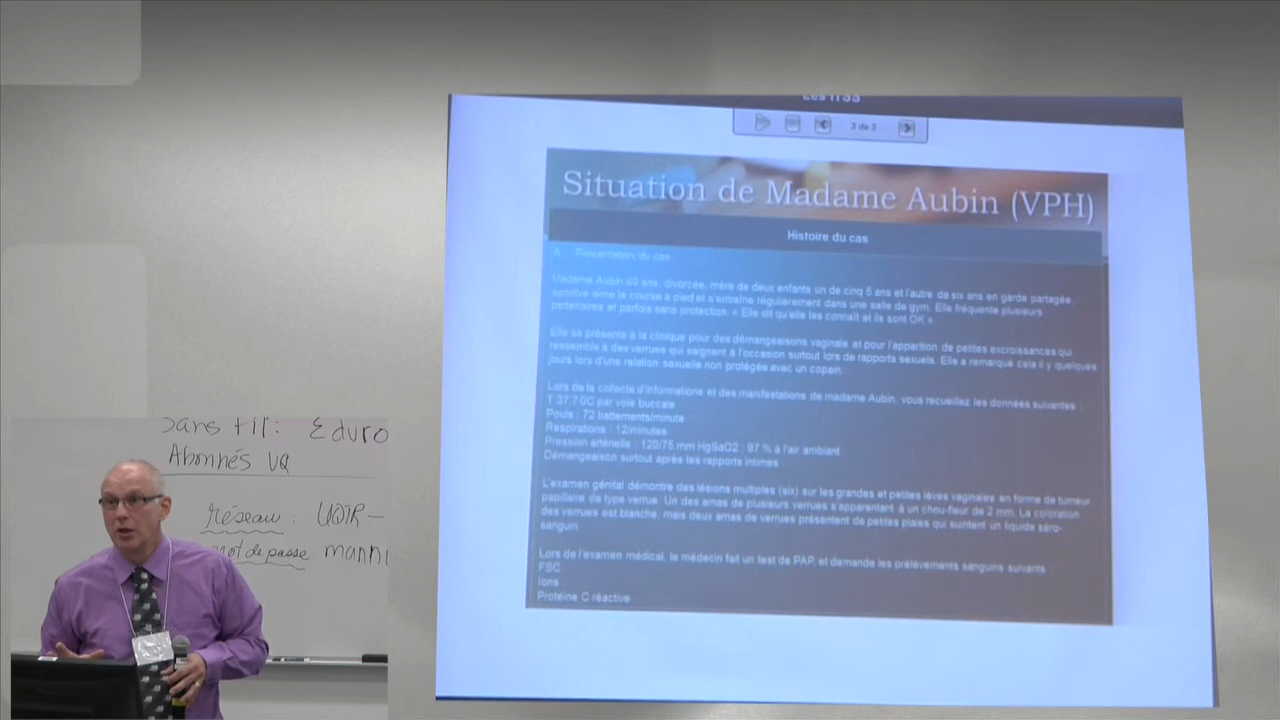 Les ITSS
3 de 3
Situation de Madame Aubin (VPH)
Histoire du cas
A. Présentation du cas
Madame Aubin 40 ans, divorcée, mère de deux enfants un de cinq 5 ans et l'autre de six ans en garde partagée,
sportive aime la course à pied et s'entraîne régulièrement dans une salle de gym. Elle fréquente plusieurs
partenaires et parfois sans protection. « Elle dit qu'elle les connaît et ils sont OK ».
Elle se présente à la clinique pour des démangeaisons vaginale et pour l'apparition de petites excroissances qui
ressemble à des verrues qui saignent à l'occasion surtout lors de rapports sexuels. Elle a remarqué cela il y quelques
jours lors d'une relation sexuelle non protégée avec un copain.
Lors de la collecte d'informations et des manifestations de madame Aubin, vous recueillez les données suivantes :
T 37,7 0C par voie buccale
Pouls : 72 battements/minute
Respirations : 12/minutes
Pression artérielle : 120/75 mm HgSaO2 : 97 % à l'air ambiant
Démangeaison surtout après les rapports intimes
L'examen génital démontre des lésions multiples (six) sur les grandes et petites lèves vaginales en forme de tumeur
papillaire de type verrue. Un des amas de plusieurs verrues s'apparentent à un chou-fleur de 2 mm. La coloration
des verrues est blanche, mais deux amas de verrues présentent de petites plaies qui suintent un liquide séro-
sanguin.
Lors de l'examen médical, le médecin fait un test de PAP, et demande les prélèvements sanguins suivants
FSC
Ions
Protéine C réactive
Sans fil : Eduro
Abonnés UQ
réseau : UQTR-
mot de passe mann